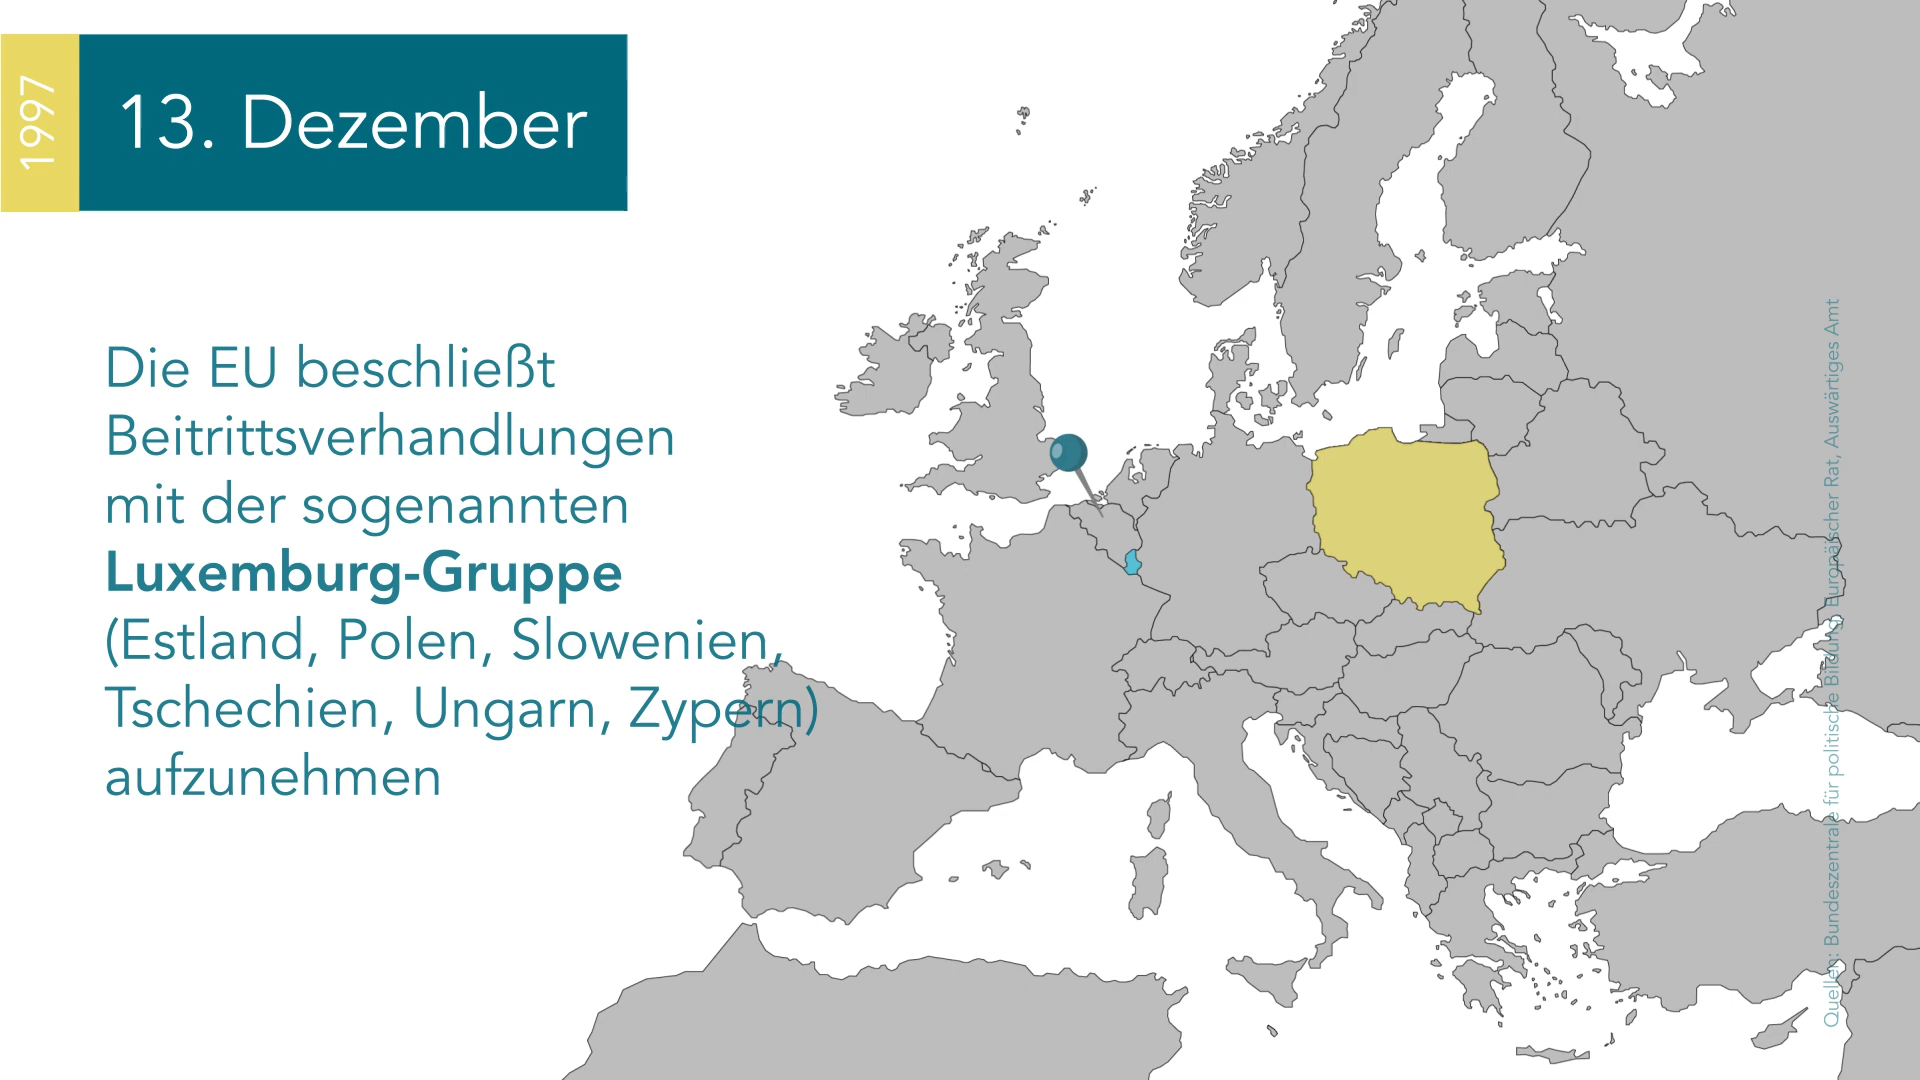 1997
13. Dezember
Die EU beschließt
Beitrittsverhandlungen
mit der sogenannten
Luxemburg-Gruppe
(Estland, Polen, Slowenien,
Tschechien, Ungarn, Zypern)
aufzunehmen
Quellen: Bundeszentrale für politische Bildung, Europäischer Rat, Auswärtiges Amt